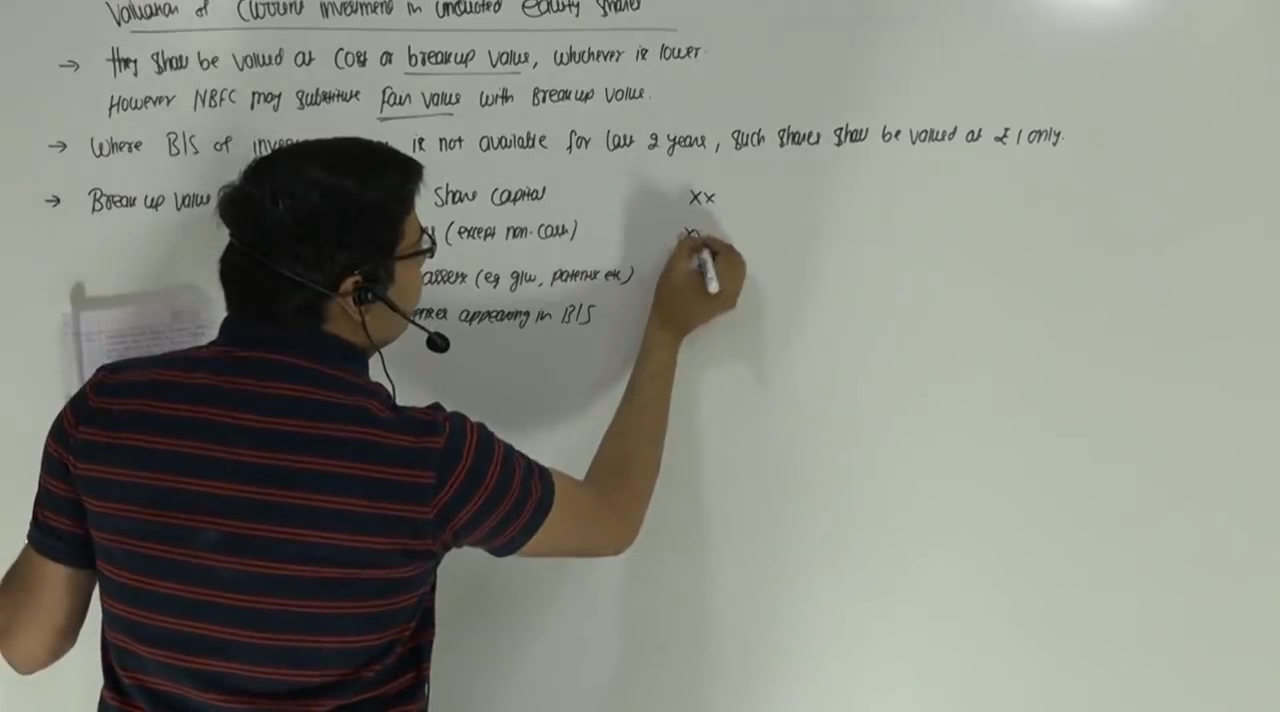 Valuation of Current investment in unquoted equity shares
→ They shall be valued at Cost or breakup value, whichever is lower.
However NBFC may substitute fair value with Breakup value.
→ Where B/S of is not available for last 2 years, such shares shall be valued at ₹1 only.
→ Break up value Share Capital XX
(except non-cash)
assets (eg g/w, patents etc)
appearing in B/S